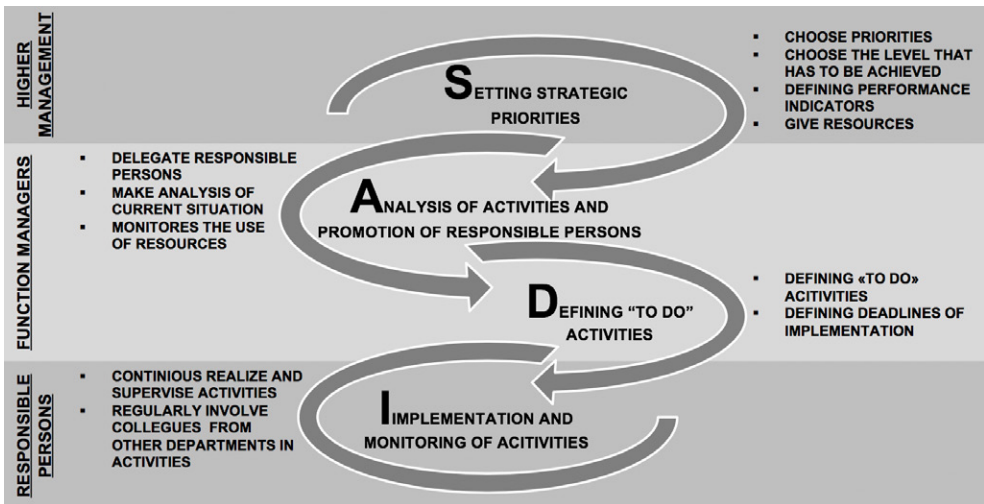 HIGHER
MANAGEMENT
SETTING STRATEGIC
PRIORITIES
▪ CHOOSE PRIORITIES
▪ CHOOSE THE LEVEL THAT
HAS TO BE ACHIEVED
▪ DEFINING PERFORMANCE
INDICATORS
▪ GIVE RESOURCES
FUNCTION MANAGERS
▪ DELEGATE RESPONSIBLE
PERSONS
▪ MAKE ANALYSIS OF
CURRENT SITUATION
▪ MONITORES THE USE
OF RESOURCES
ANALYSIS OF ACTIVITIES AND
PROMOTION OF RESPONSIBLE PERSONS
DEFINING “TO DO”
ACTIVITIES
▪ DEFINING «TO DO»
ACITIVITIES
▪ DEFINING DEADLINES OF
IMPLEMENTATION
RESPONSIBLE
PERSONS
▪ CONTINIOUS REALIZE AND
SUPERVISE ACTIVITIES
▪ REGULARLY INVOLVE
COLLEGUES FROM
OTHER DEPARTMENTS IN
ACTIVITIES
IIMPLEMENTATION AND
MONITORING OF ACITIVITIES